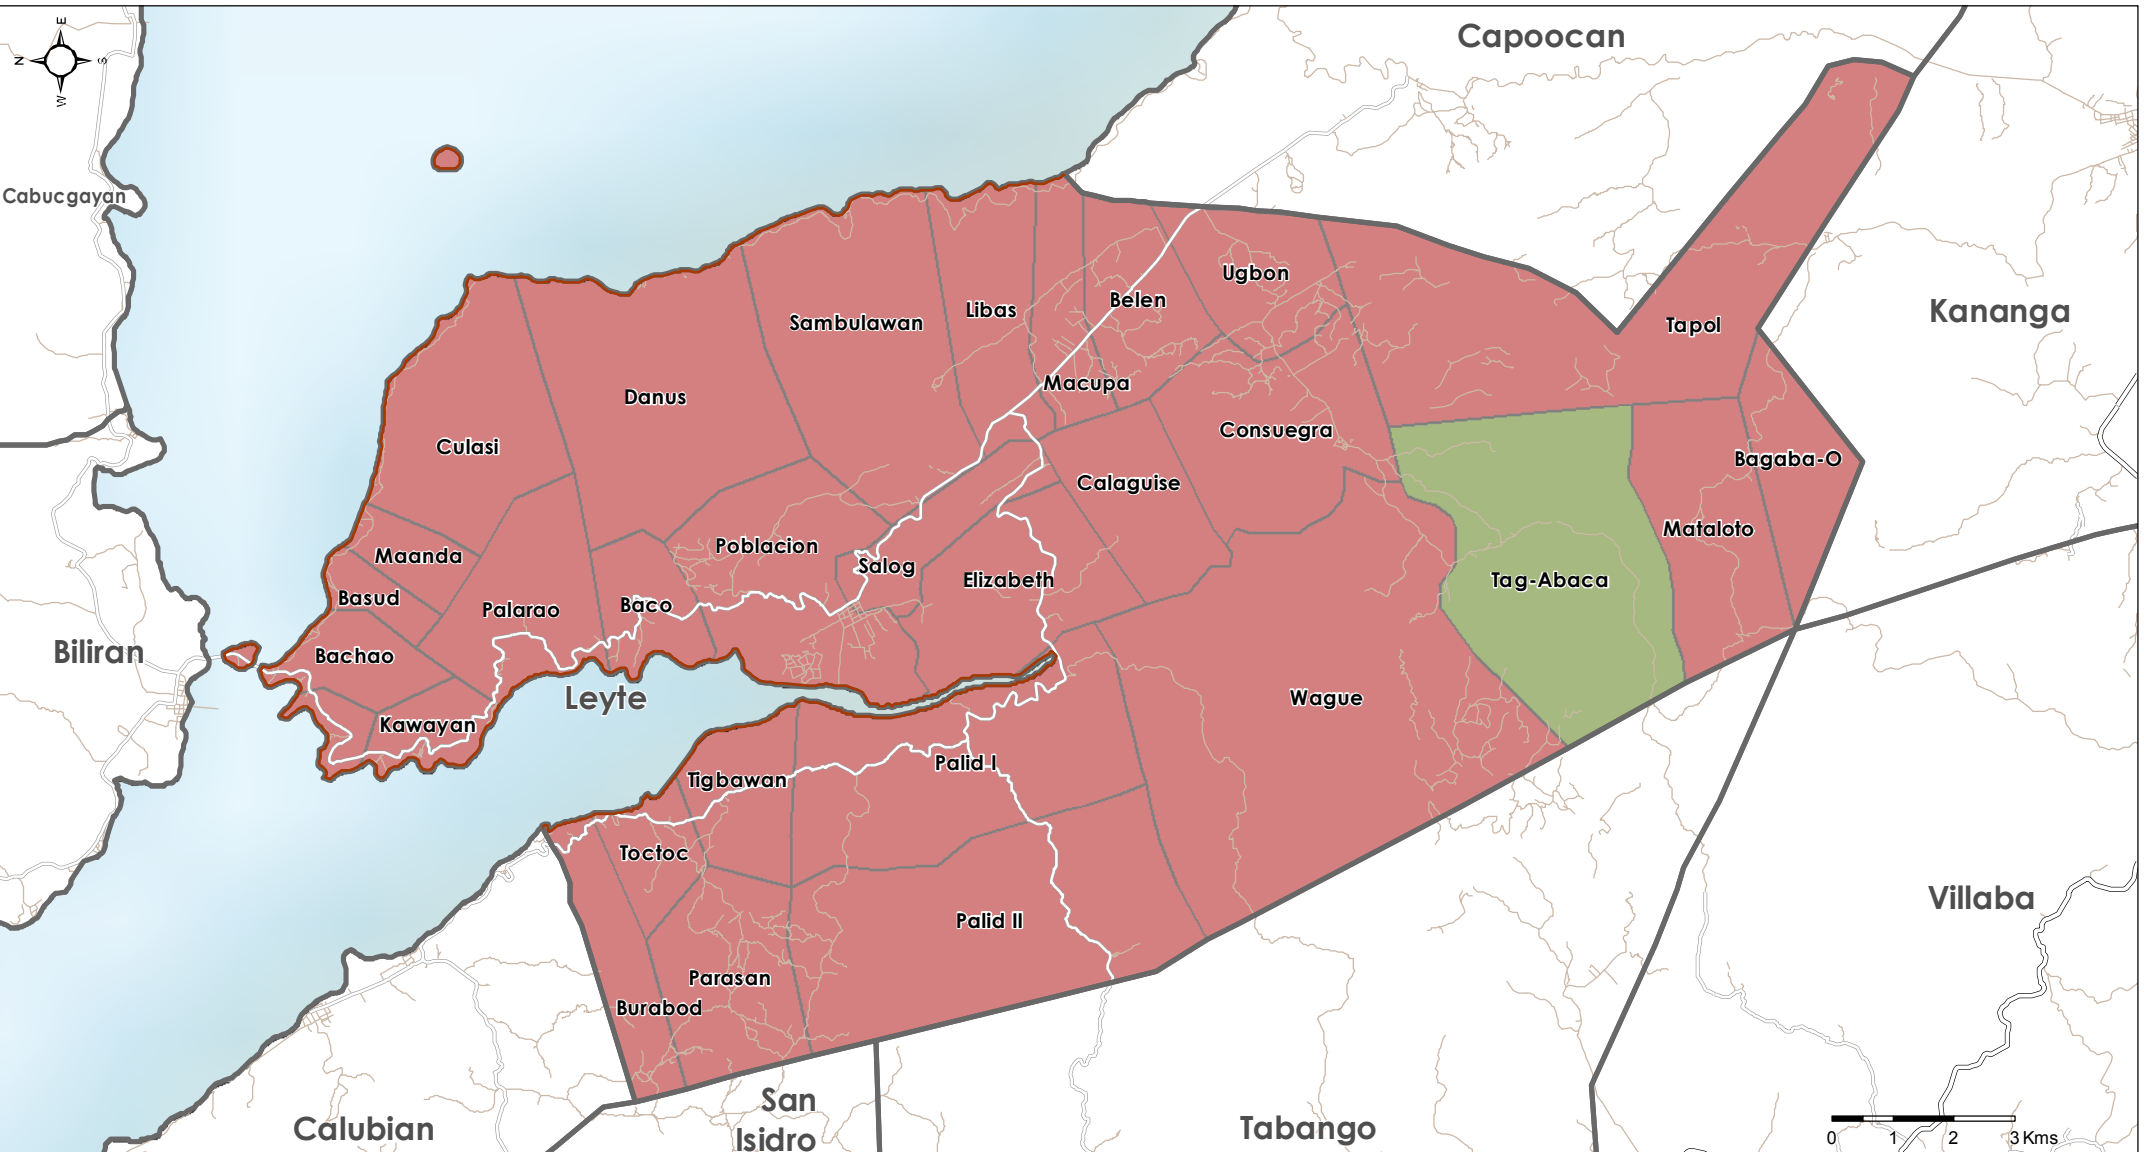 E
N
S
W
Capoocan
Cabucgayan
Ugbon
Belen
Libas
Sambulawan
Tapol
Kananga
Macupa
Danus
Consuegra
Culasi
Bagaba-O
Calaguise
Mataloto
Poblacion
Maanda
Salog
Elizabeth
Tag-Abaca
Basud
Baco
Palarao
Biliran
Bachao
Leyte
Wague
Kawayan
Palid I
Tigbawan
Toctoc
Villaba
Palid II
Parasan
Burabod
San
Isidro
Calubian
Tabango
0 1 2 3 Kms